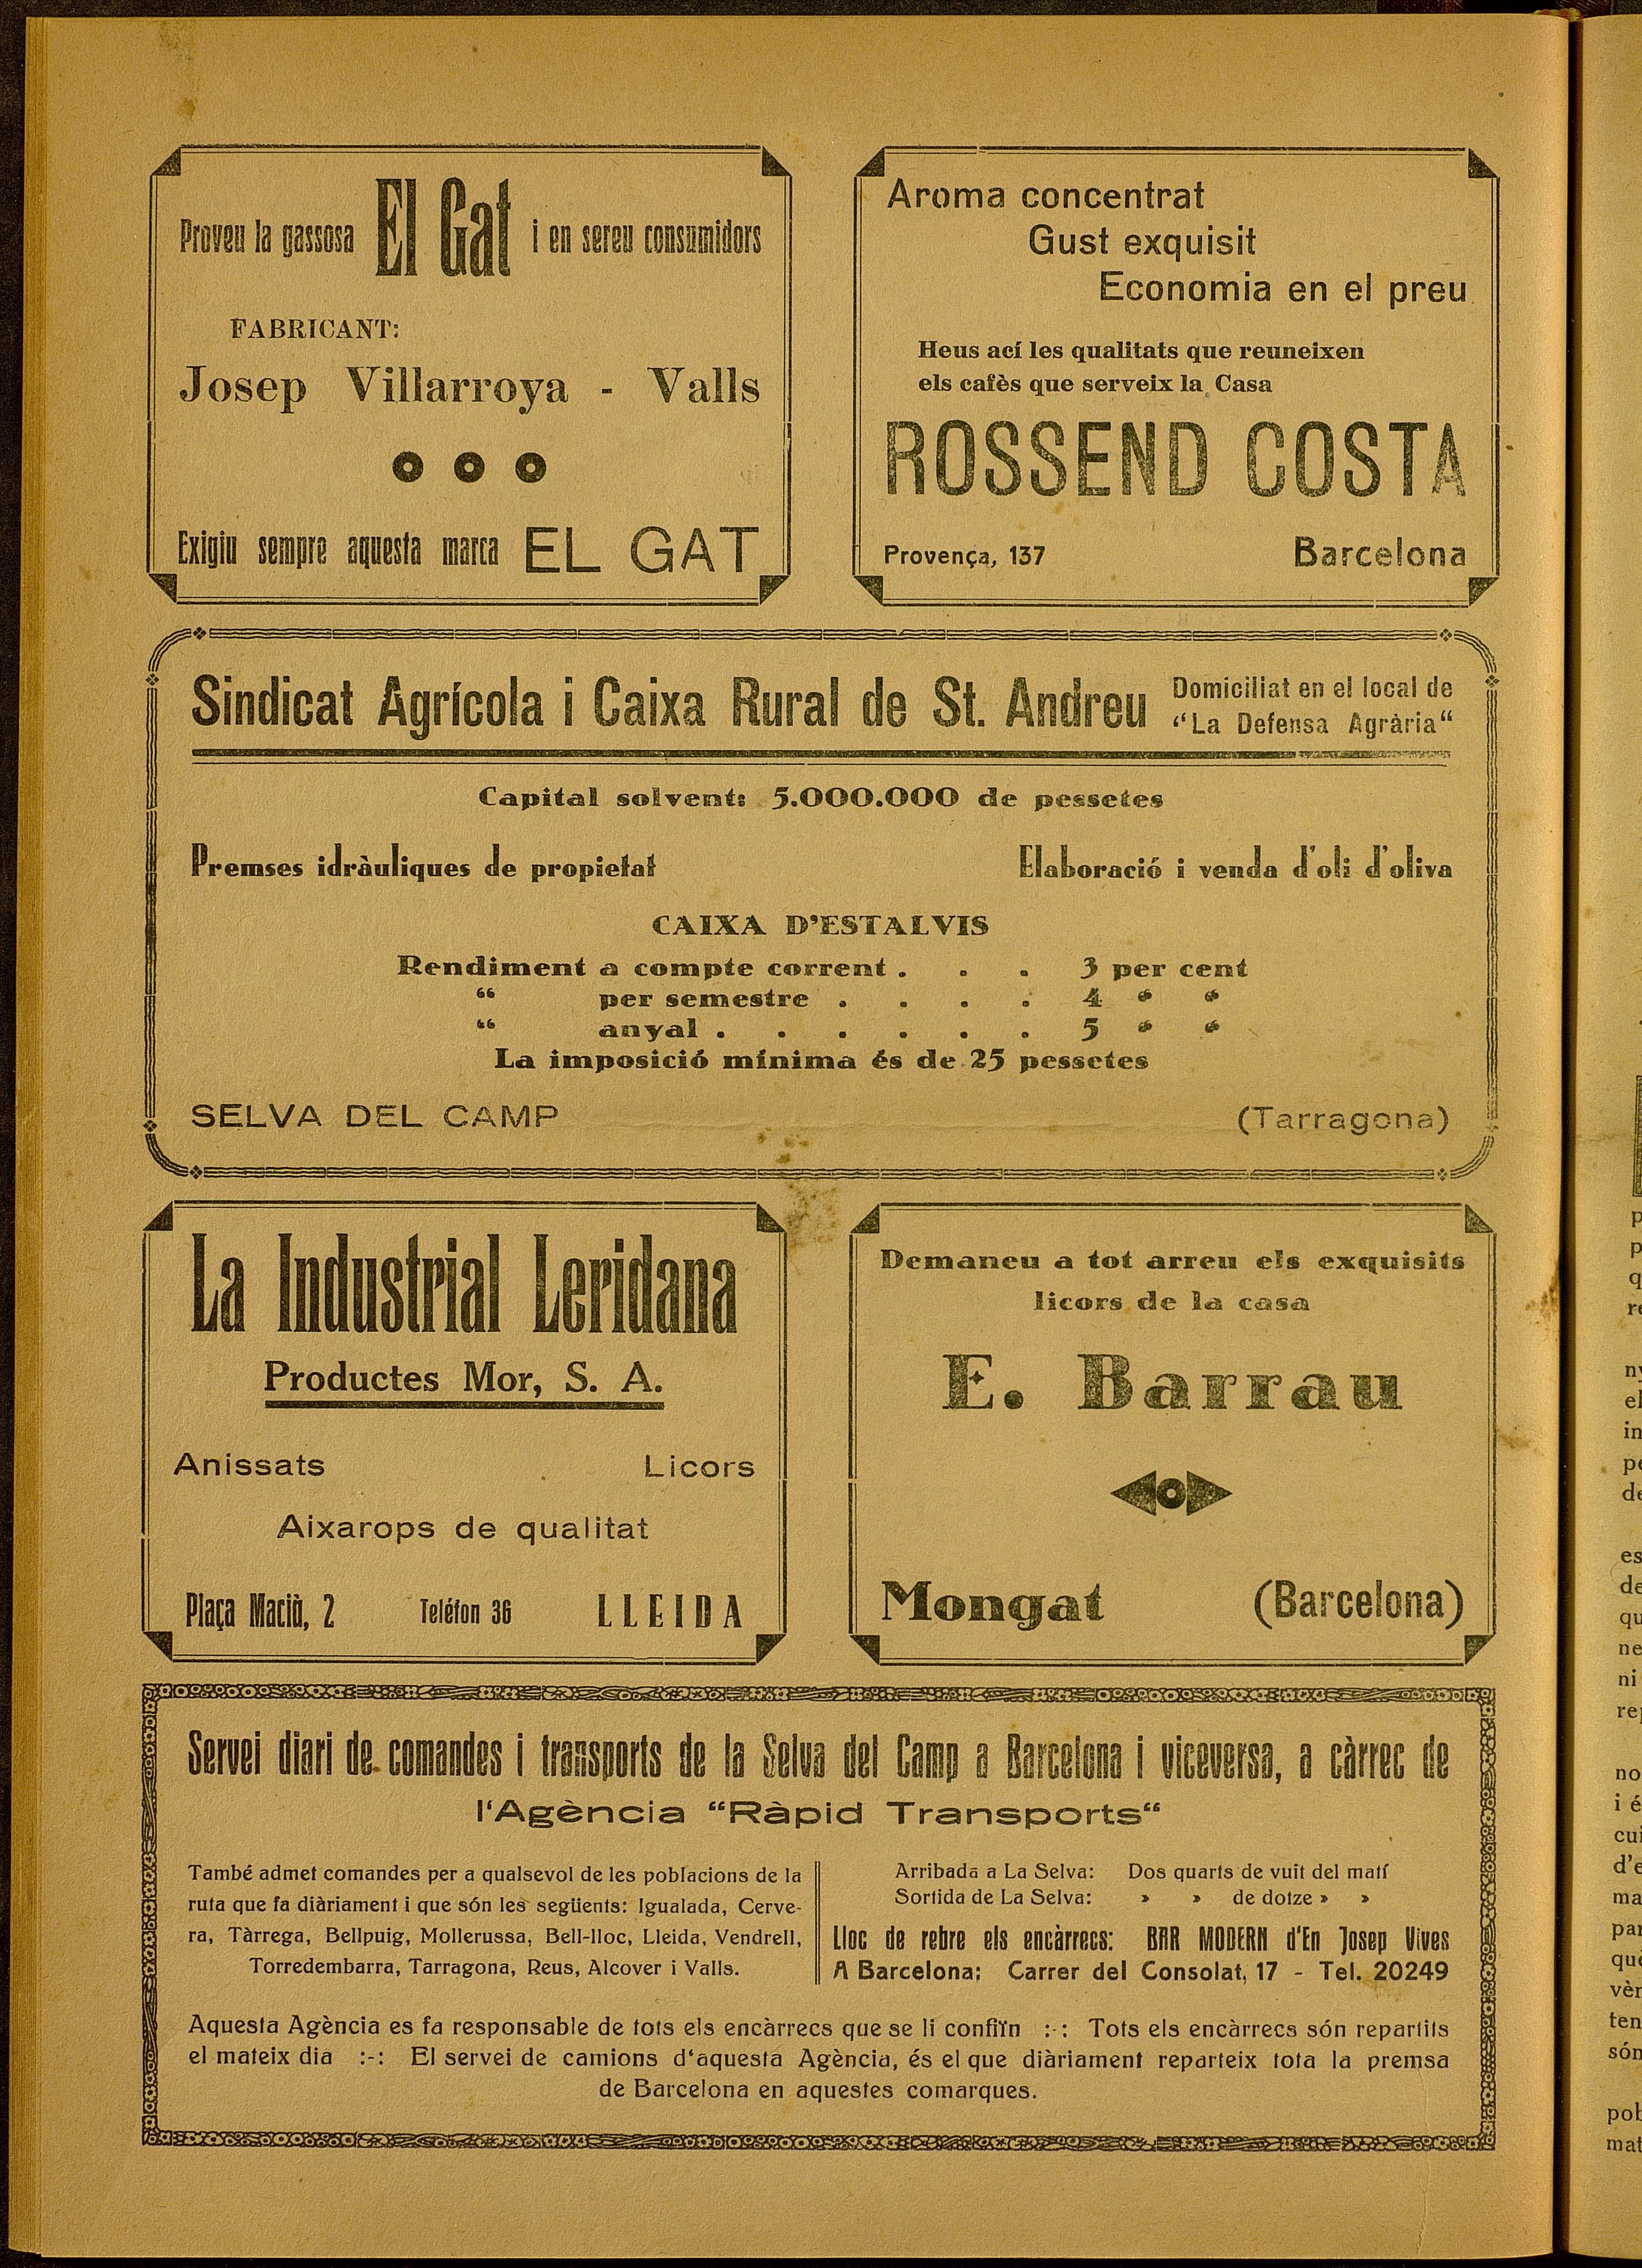 Proveu la gassosa El Gat i en sereu consumidors
FABRICANT:
Josep Villarroya - Valls
Exigiu sempre aquesta marca EL GAT
Aroma concentrat
Gust exquisit
Economia en el preu
Heus ací les qualitats que reuneixen
els cafès que serveix la Casa
ROSSEND COSTA
Provença, 137 Barcelona
Sindicat Agrícola i Caixa Rural de St. Andreu
Domiciliat en el local de
“La Defensa Agrària“
Capital solvent: 5.000.000 de pessetes
Premses idràuliques de propietat Elaboració i venda d'oli d'oliva
CAIXA D'ESTALVIS
Rendiment a compte corrent . . . 3 per cent
“ per semestre . . . . 4 “ “
“ anyal . . . . . . 5 “ “
La imposició mínima és de 25 pessetes
SELVA DEL CAMP (Tarragona)
La Industrial Leridana
Productes Mor, S. A.
Anissats Licors
Aixarops de qualitat
Plaça Macià, 2 Telèfon 36 LLEIDA
Demaneu a tot arreu els exquisits
licors de la casa
E. Barrau
Mongat (Barcelona)
Servei diari de comandes i transports de la Selva del Camp a Barcelona i viceversa, a càrrec de
l'Agència “Ràpid Transports“
També admet comandes per a qualsevol de les poblacions de la
ruta que fa diàriament i que són les següents: Igualada, Cerve-
ra, Tàrrega, Bellpuig, Mollerussa, Bell-lloc, Lleida, Vendrell,
Torredembarra, Tarragona, Reus, Alcover i Valls.
Arribada a La Selva: Dos quarts de vuit del matí
Sortida de La Selva: » » de dotze » »
Lloc de rebre els encàrrecs: BAR MODERN d'En Josep Vives
A Barcelona: Carrer del Consolat, 17 - Tel. 20249
Aquesta Agència es fa responsable de tots els encàrrecs que se li confiïn :-: Tots els encàrrecs són repartits
el mateix dia :-: El servei de camions d'aquesta Agència, és el que diàriament reparteix tota la premsa
de Barcelona en aquestes comarques.